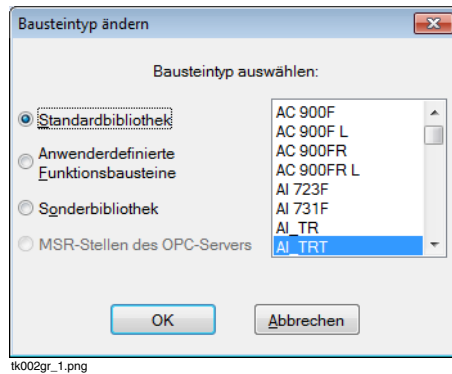 Bausteintyp ändern
Bausteintyp auswählen:
Standardbibliothek
Anwenderdefinierte
Funktionsbausteine
Sonderbibliothek
MSR-Stellen des OPC-Servers
AC 900F
AC 900F L
AC 900FR
AC 900FR L
AI 723F
AI 731F
AI_TR
AI_TRT
OK
Abbrechen
tk002gr_1.png